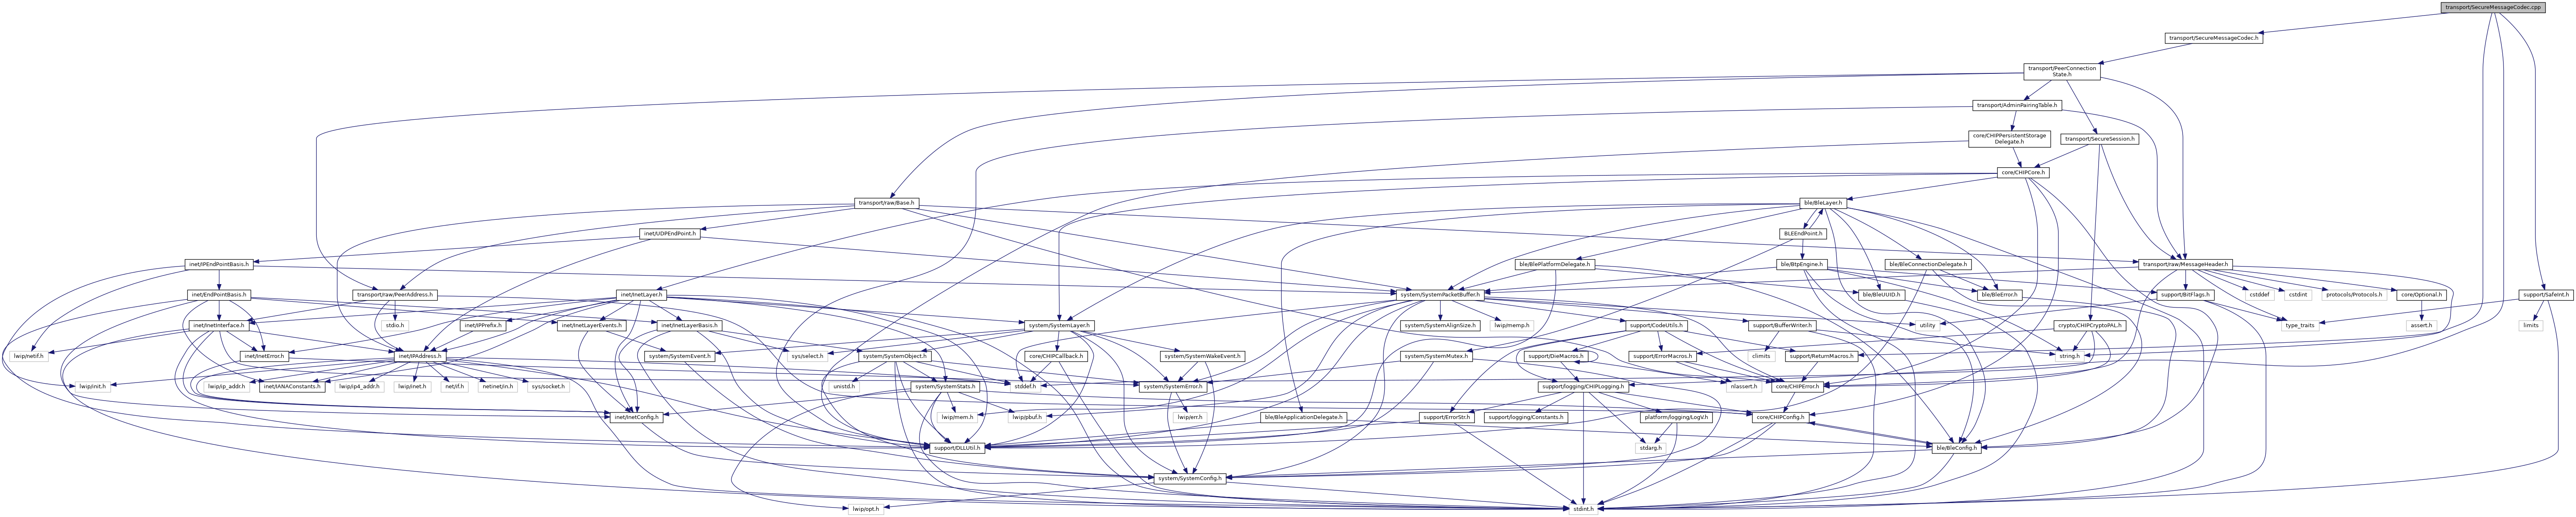 transport/SecureMessageCodec.cpp
transport/SecureMessageCodec.h
transport/PeerConnection
State.h
transport/AdminPairingTable.h
core/CHIPPersistentStorage
Delegate.h
transport/SecureSession.h
core/CHIPCore.h
transport/raw/Base.h
ble/BleLayer.h
inet/UDPEndPoint.h
BLEEndPoint.h
inet/IPEndPointBasis.h
ble/BlePlatformDelegate.h
ble/BtpEngine.h
ble/BleConnectionDelegate.h
transport/raw/MessageHeader.h
inet/EndPointBasis.h
transport/raw/PeerAddress.h
inet/InetLayer.h
system/SystemPacketBuffer.h
ble/BleUUID.h
ble/BleError.h
support/BitFlags.h
cstddef
cstdint
protocols/Protocols.h
core/Optional.h
support/SafeInt.h
inet/InetInterface.h
stdio.h
inet/IPPrefix.h
inet/InetLayerEvents.h
inet/InetLayerBasis.h
system/SystemLayer.h
system/SystemAlignSize.h
lwip/memp.h
support/CodeUtils.h
support/BufferWriter.h
utility
crypto/CHIPCryptoPAL.h
type_traits
assert.h
limits
lwip/netif.h
inet/InetError.h
inet/IPAddress.h
system/SystemEvent.h
sys/select.h
system/SystemObject.h
core/CHIPCallback.h
system/SystemWakeEvent.h
system/SystemMutex.h
support/DieMacros.h
support/ErrorMacros.h
climits
support/ReturnMacros.h
string.h
lwip/init.h
lwip/ip_addr.h
inet/IANAConstants.h
lwip/ip4_addr.h
lwip/inet.h
net/if.h
netinet/in.h
sys/socket.h
unistd.h
system/SystemStats.h
stddef.h
system/SystemError.h
support/logging/CHIPLogging.h
nlassert.h
core/CHIPError.h
inet/InetConfig.h
lwip/mem.h
lwip/pbuf.h
lwip/err.h
ble/BleApplicationDelegate.h
support/ErrorStr.h
support/logging/Constants.h
platform/logging/LogV.h
core/CHIPConfig.h
support/DLLUtil.h
stdarg.h
ble/BleConfig.h
system/SystemConfig.h
lwip/opt.h
stdint.h